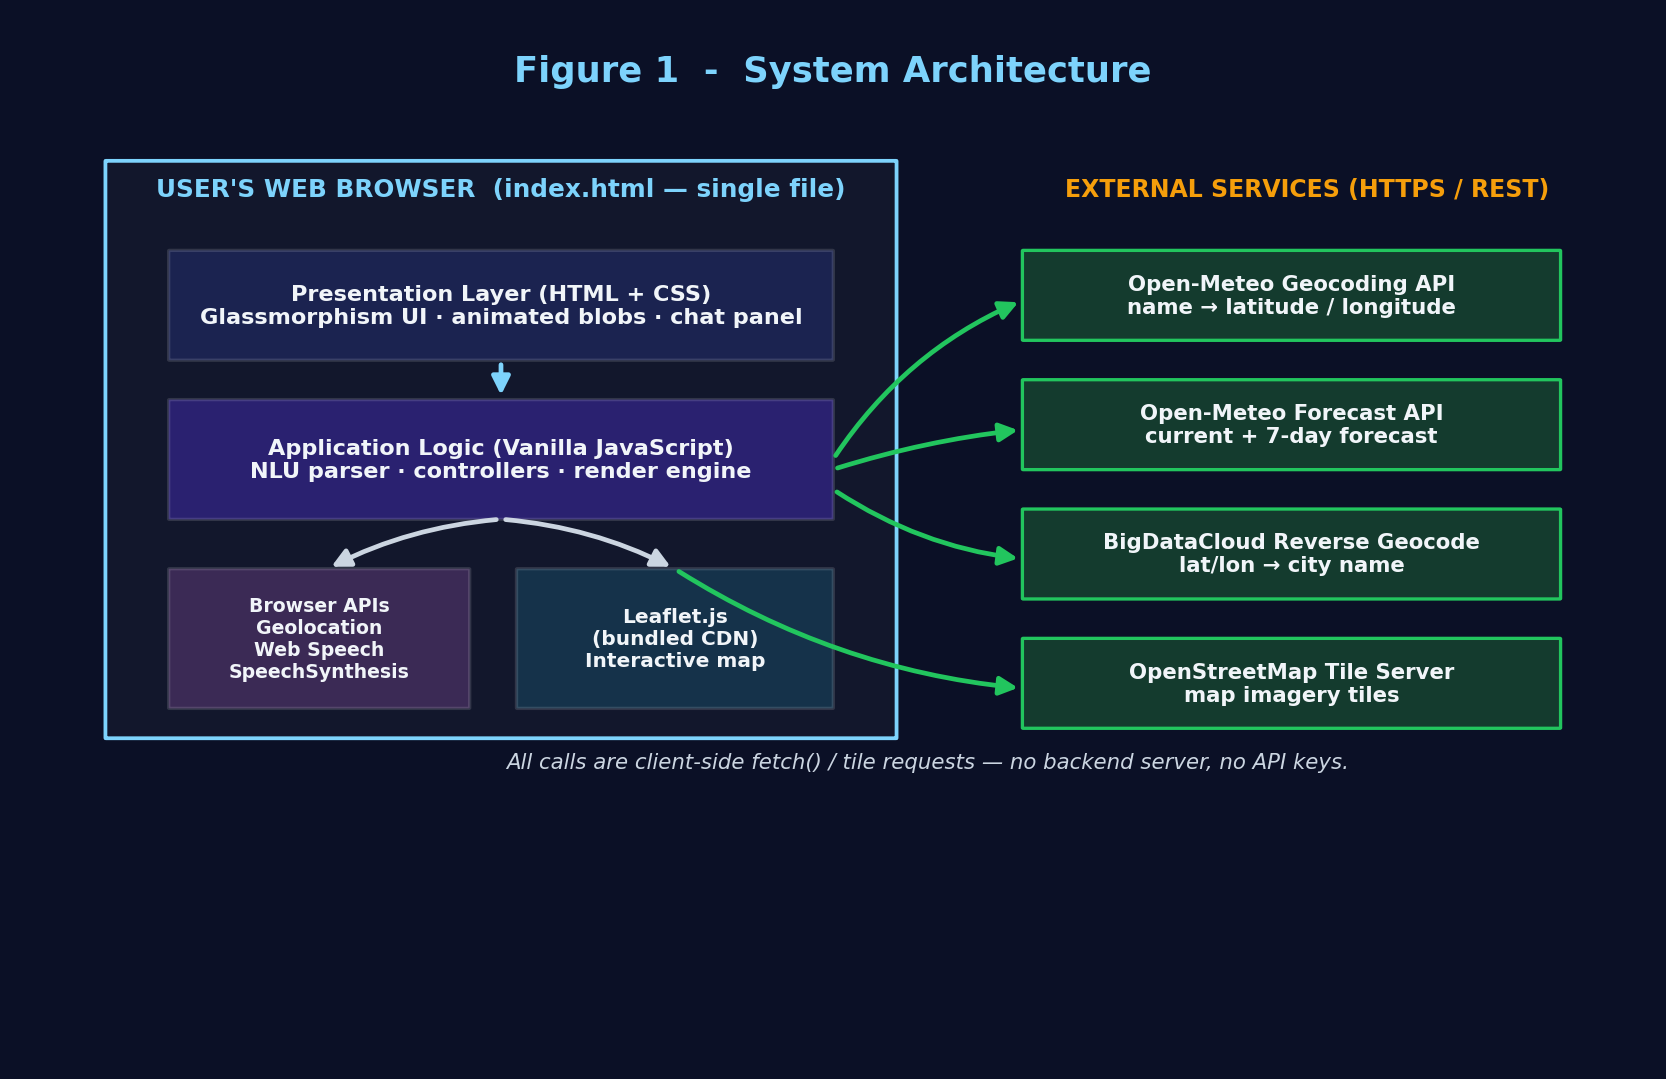 Figure 1 - System Architecture
USER'S WEB BROWSER (index.html — single file)
Presentation Layer (HTML + CSS)
Glassmorphism UI · animated blobs · chat panel
Application Logic (Vanilla JavaScript)
NLU parser · controllers · render engine
Browser APIs
Geolocation
Web Speech
SpeechSynthesis
Leaflet.js
(bundled CDN)
Interactive map
EXTERNAL SERVICES (HTTPS / REST)
Open-Meteo Geocoding API
name → latitude / longitude
Open-Meteo Forecast API
current + 7-day forecast
BigDataCloud Reverse Geocode
lat/lon → city name
OpenStreetMap Tile Server
map imagery tiles
All calls are client-side fetch() / tile requests — no backend server, no API keys.